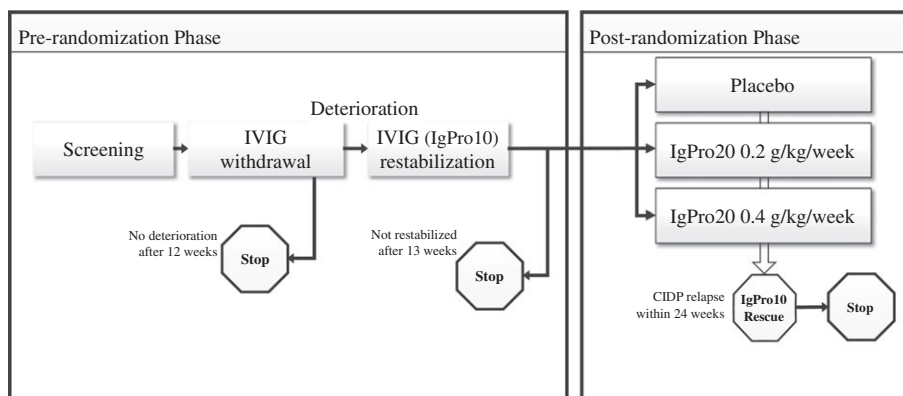 Pre-randomization Phase
Post-randomization Phase
Placebo
Deterioration
Screening
IVIG
withdrawal
IVIG (IgPro10)
restabilization
IgPro20 0.2 g/kg/week
IgPro20 0.4 g/kg/week
No deterioration
after 12 weeks
Stop
Not restabilized
after 13 weeks
Stop
CIDP relapse
within 24 weeks
IgPro10
Rescue
Stop